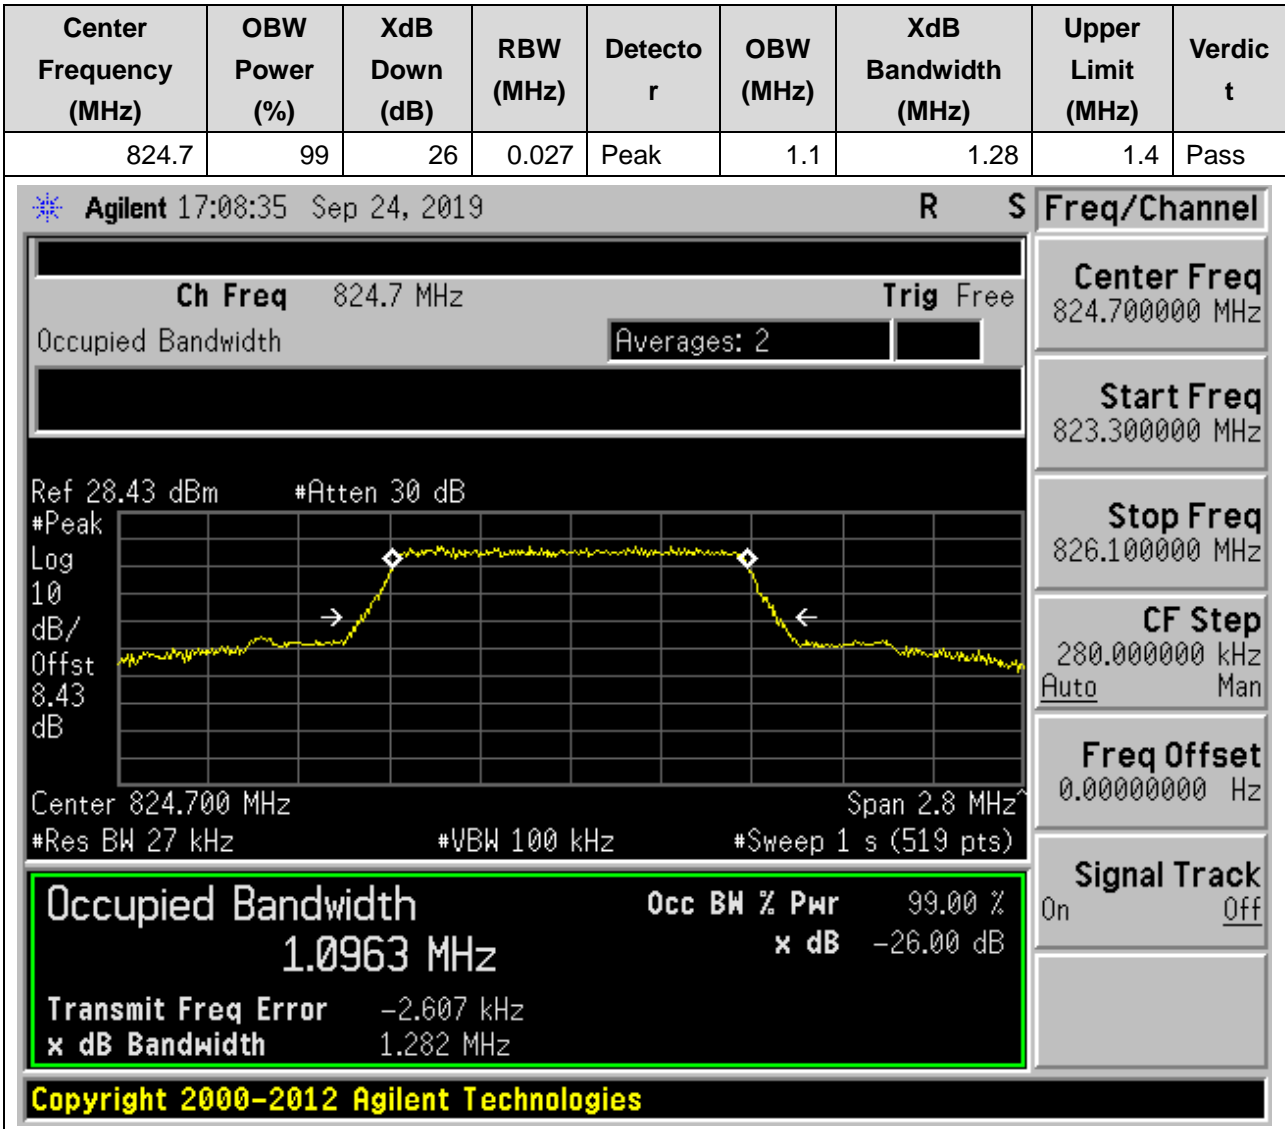 Center Frequency (MHz) OBW Power (%) XdB Down (dB) RBW (MHz) Detector OBW (MHz) XdB Bandwidth (MHz) Upper Limit (MHz) Verdict
824.7 99 26 0.027 Peak 1.1 1.28 1.4 Pass
Agilent 17:08:35 Sep 24, 2019 R S
Ch Freq 824.7 MHz Trig Free
Occupied Bandwidth Averages: 2
Ref 28.43 dBm #Atten 30 dB
#Peak
Log
10
dB/
Offst
8.43
dB
Center 824.700 MHz Span 2.8 MHz^
#Res BW 27 kHz #VBW 100 kHz #Sweep 1 s (519 pts)
Occupied Bandwidth Occ BW % Pwr 99.00 %
1.0963 MHz x dB -26.00 dB
Transmit Freq Error -2.607 kHz
x dB Bandwidth 1.282 MHz
Copyright 2000-2012 Agilent Technologies
Freq/Channel
Center Freq
824.700000 MHz
Start Freq
823.300000 MHz
Stop Freq
826.100000 MHz
CF Step
280.000000 kHz
Auto Man
Freq Offset
0.00000000 Hz
Signal Track
On Off